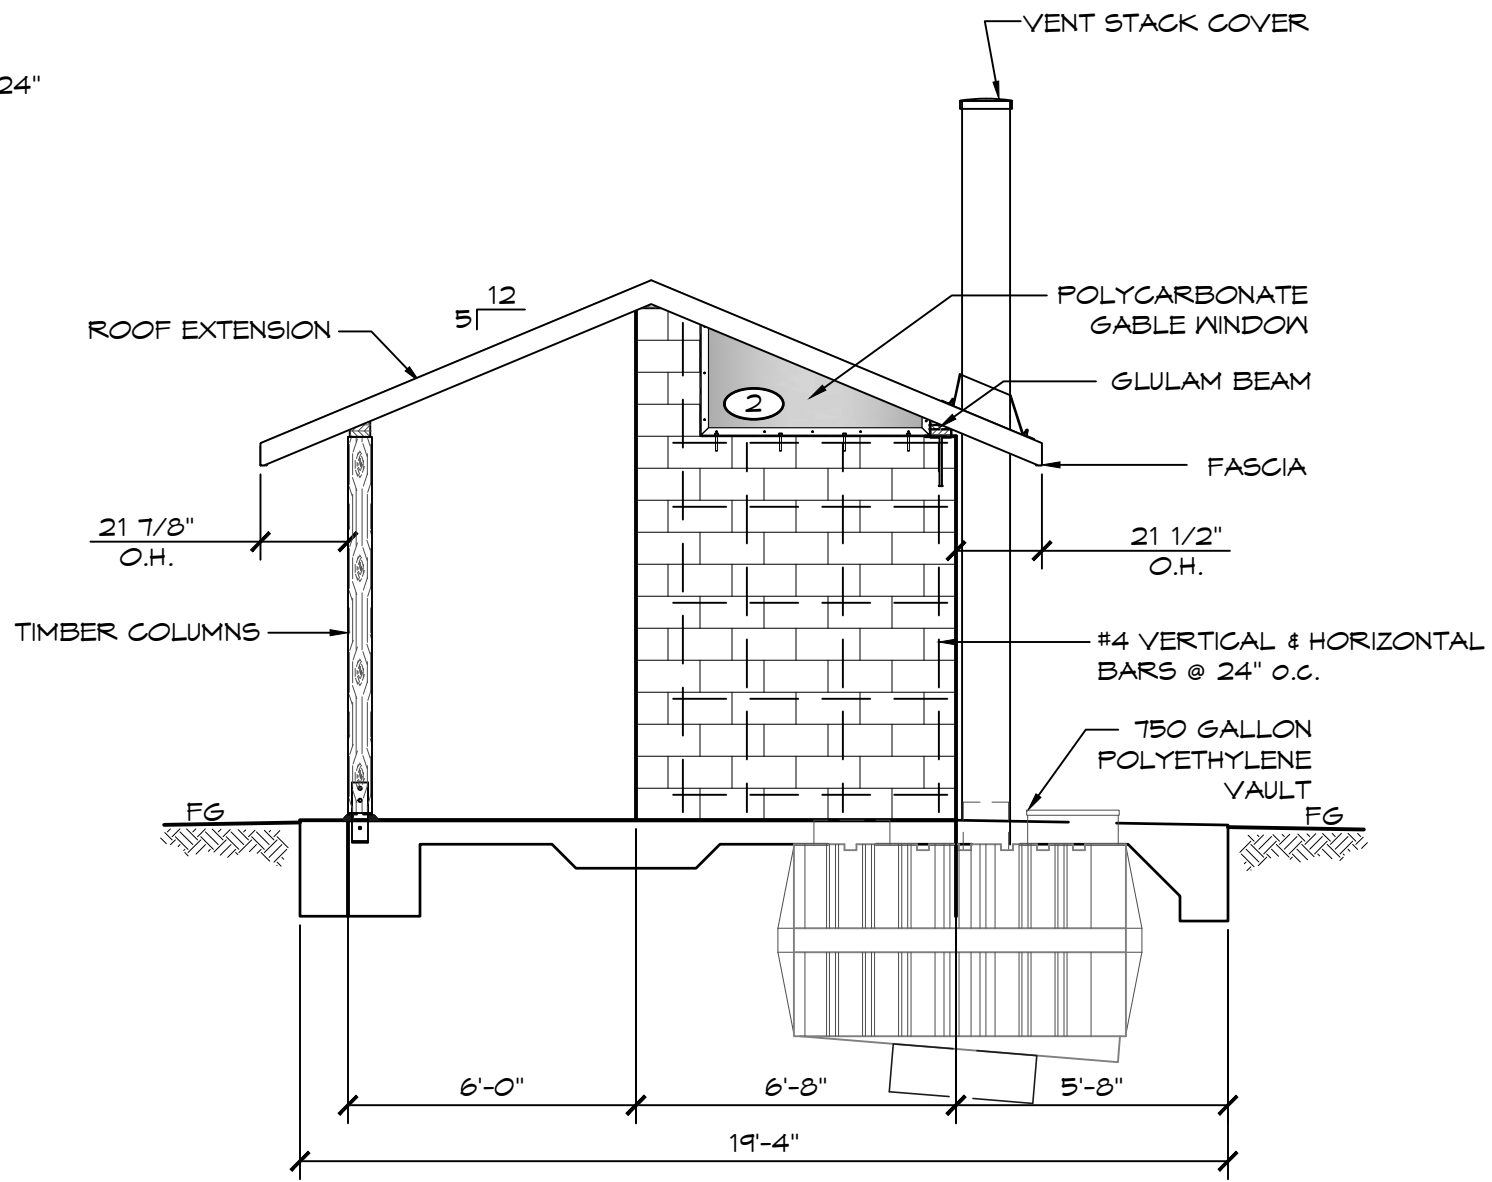 VENT STACK COVER
24"
12
5
POLYCARBONATE
GABLE WINDOW
ROOF EXTENSION
GLULAM BEAM
2
FASCIA
21 7/8"
O.H.
21 1/2"
O.H.
TIMBER COLUMNS
#4 VERTICAL & HORIZONTAL
BARS @ 24" O.C.
750 GALLON
POLYETHYLENE
VAULT
FG
FG
6'-0"
6'-8"
5'-8"
19'-4"